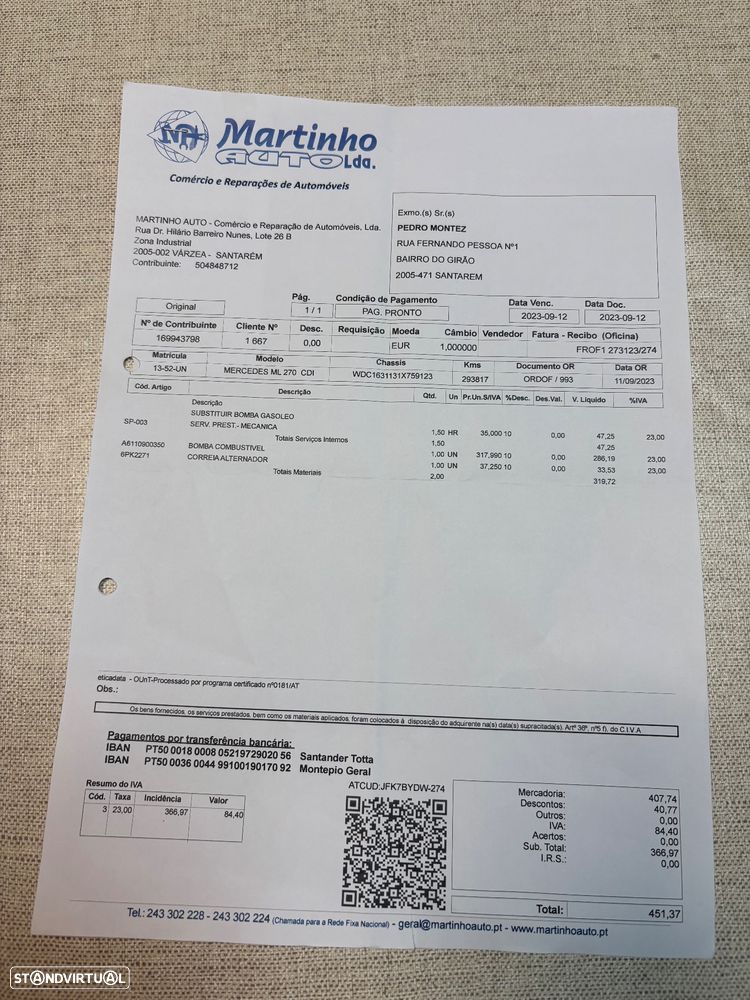 Martinho
AUTO Lda.
Comércio e Reparações de Automóveis
MARTINHO AUTO - Comércio e Reparação de Automóveis, Lda.
Rua Dr. Hilário Barreiro Nunes, Lote 26 B
Zona Industrial
2005-002 VÁRZEA - SANTARÉM
Contribuinte: 504848712
Exmo.(s) Sr.(s)
PEDRO MONTEZ
RUA FERNANDO PESSOA Nº1
BAIRRO DO GIRÃO
2005-471 SANTAREM
Original
Pág. Condição de Pagamento Data Venc. Data Doc.
1 / 1 PAG. PRONTO 2023-09-12 2023-09-12
Nº de Contribuinte Cliente Nº Desc. Requisição Moeda Câmbio Vendedor Fatura - Recibo (Oficina)
169943798 1 667 0,00 EUR 1,000000 FROF1 273123/274
Matrícula Modelo Chassis Kms Documento OR Data OR
13-52-UN MERCEDES ML 270 CDI WDC1631131X759123 293817 ORDOF / 993 11/09/2023
Cód. Artigo Descrição Qtd. Un Pr.Un.S/IVA %Desc. Des.Val. V. Líquido %IVA
Descrição
SUBSTITUIR BOMBA GASOLEO
SP-003 SERV. PREST.- MECANICA 1,50 HR 35,000 10 0,00 47,25 23,00
Totais Serviços Internos 1,50 47,25
A6110900350 BOMBA COMBUSTIVEL 1,00 UN 317,990 10 0,00 286,19 23,00
6PK2271 CORREIA ALTERNADOR 1,00 UN 37,250 10 0,00 33,53 23,00
Totais Materiais 2,00 319,72
eticadata - OUnT-Processado por programa certificado nº0181/AT
Obs.:
Os bens fornecidos, os serviços prestados, bem como os materiais aplicados, foram colocados à disposição do adquirente na(s) data(s) supracitada(s). Artº 36º, nº5 f), do C.I.V.A
Pagamentos por transferência bancária:
IBAN PT50 0018 0008 05219729020 56 Santander Totta
IBAN PT50 0036 0044 99100190170 92 Montepio Geral
ATCUD:JFK7BYDW-274
Resumo do IVA
Cód. Taxa Incidência Valor
3 23,00 366,97 84,40
Mercadoria: 407,74
Descontos: 40,77
Outros: 0,00
IVA: 84,40
Acertos: 0,00
Sub. Total: 366,97
I.R.S.: 0,00
Total: 451,37
Tel.: 243 302 228 - 243 302 224 (Chamada para a Rede Fixa Nacional) - geral@martinhoauto.pt - www.martinhoauto.pt
STANDVIRTUAL